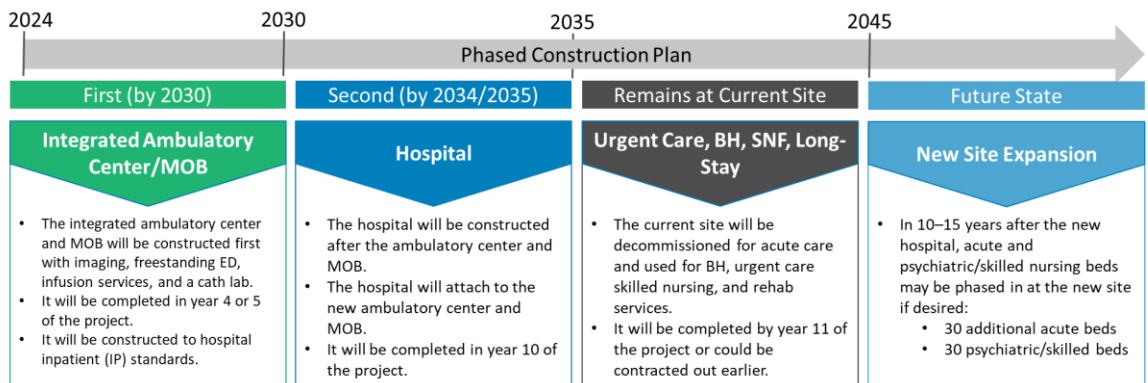 2024
2030
2035
2045
Phased Construction Plan
First (by 2030)
Integrated Ambulatory
Center/MOB
• The integrated ambulatory center
and MOB will be constructed first
with imaging, freestanding ED,
infusion services, and a cath lab.
• It will be completed in year 4 or 5
of the project.
• It will be constructed to hospital
inpatient (IP) standards.
Second (by 2034/2035)
Hospital
• The hospital will be constructed
after the ambulatory center and
MOB.
• The hospital will attach to the
new ambulatory center and
MOB.
• It will be completed in year 10 of
the project.
Remains at Current Site
Urgent Care, BH, SNF, Long-
Stay
• The current site will be
decommissioned for acute care
and used for BH, urgent care
skilled nursing, and rehab
services.
• It will be completed by year 11 of
the project or could be
contracted out earlier.
Future State
New Site Expansion
• In 10–15 years after the new
hospital, acute and
psychiatric/skilled nursing beds
may be phased in at the new site
if desired:
• 30 additional acute beds
• 30 psychiatric/skilled beds